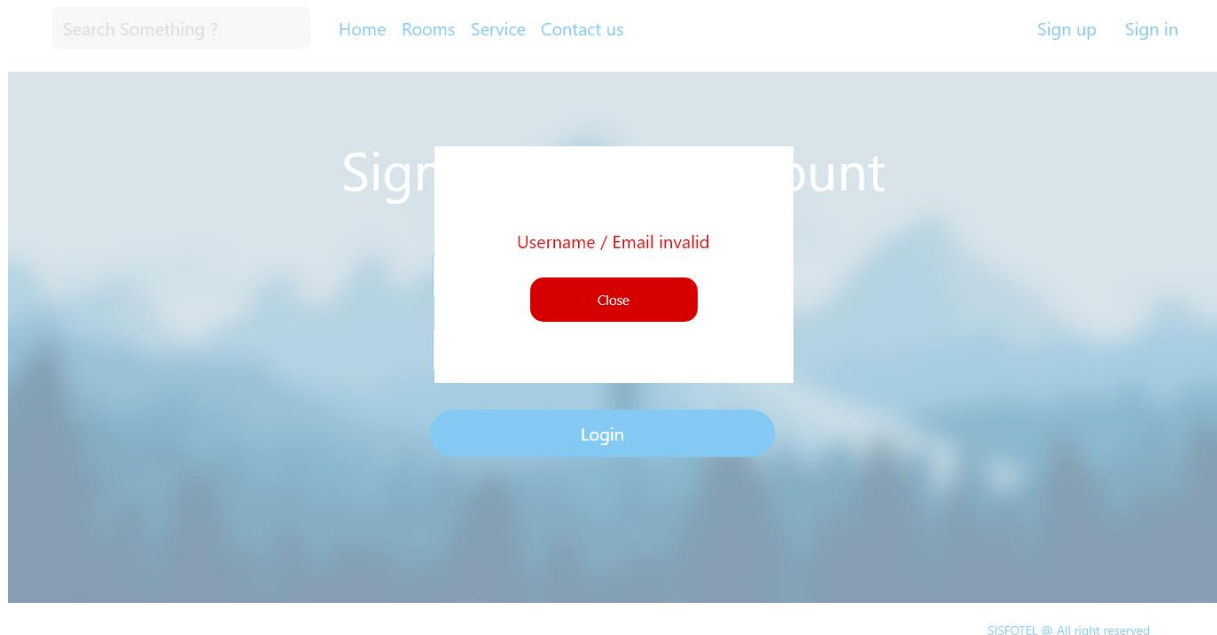 Search Something ?
Home Rooms Service Contact us
Sign up Sign in
Username / Email invalid
Close
Login
SISFOTEL @ All right reserved